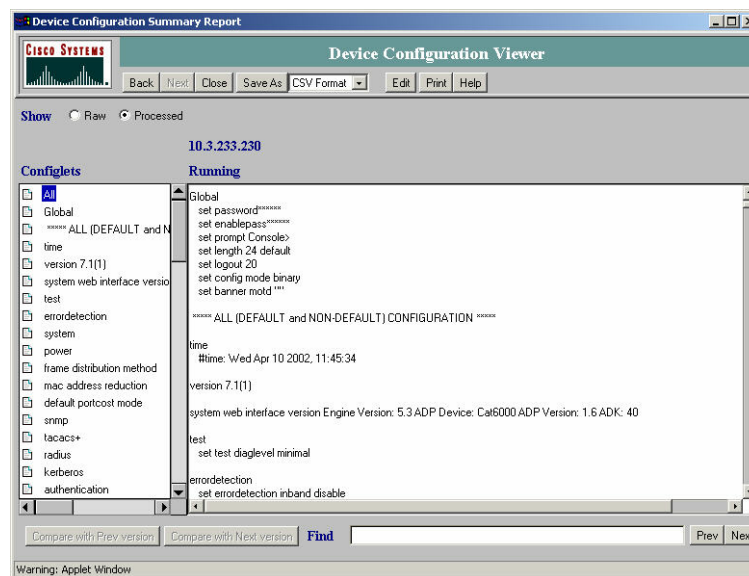 Device Configuration Summary Report
CISCO SYSTEMS
Device Configuration Viewer
Back Next Close Save As CSV Format Edit Print Help
Show Raw Processed
10.3.233.230
Configlets Running
All
Global
***** ALL (DEFAULT and N
time
version 7.1(1)
system web interface versio
test
errordetection
system
power
frame distribution method
mac address reduction
default portcost mode
snmp
tacacs+
radius
kerberos
authentication
Global
set password******
set enablepass******
set prompt Console>
set length 24 default
set logout 20
set config mode binary
set banner motd ""
***** ALL (DEFAULT and NON-DEFAULT) CONFIGURATION *****
time
#time: Wed Apr 10 2002, 11:45:34
version 7.1(1)
system web interface version Engine Version: 5.3 ADP Device: Cat6000 ADP Version: 1.6 ADK: 40
test
set test diaglevel minimal
errordetection
set errordetection inband disable
Compare with Prev version Compare with Next version Find Prev Nex
Warning: Applet Window